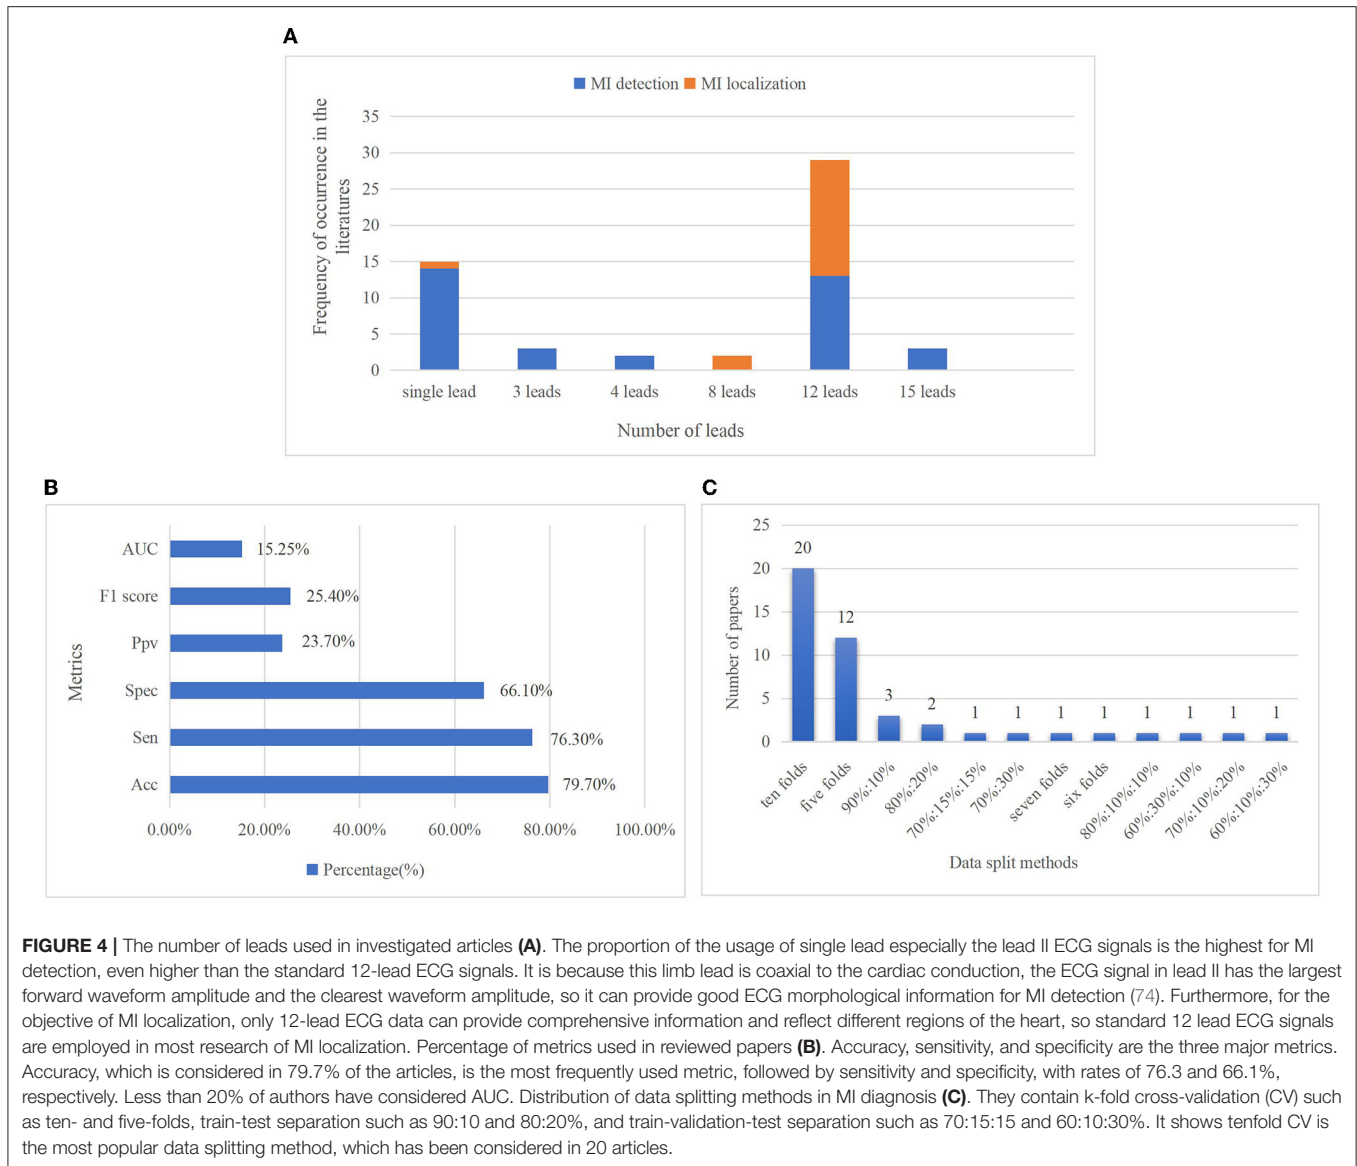 A
MI detection MI localization
Frequency of occurrence in the
literatures
35
30
25
20
15
10
5
0
single lead 3 leads 4 leads 8 leads 12 leads 15 leads
Number of leads
B
Metrics
AUC 15.25%
F1 score 25.40%
Ppv 23.70%
Spec 66.10%
Sen 76.30%
Acc 79.70%
0.00% 20.00% 40.00% 60.00% 80.00% 100.00%
Percentage(%)
C
Number of papers
25
20
15
10
5
0
20 12 3 2 1 1 1 1 1 1 1 1
ten folds five folds 90%:10% 80%:20% 70%:15%:15% 70%:30% seven folds six folds 80%:10%:10% 60%:30%:10% 70%:10%:20% 60%:10%:30%
Data split methods
FIGURE 4 | The number of leads used in investigated articles (A). The proportion of the usage of single lead especially the lead II ECG signals is the highest for MI
detection, even higher than the standard 12-lead ECG signals. It is because this limb lead is coaxial to the cardiac conduction, the ECG signal in lead II has the largest
forward waveform amplitude and the clearest waveform amplitude, so it can provide good ECG morphological information for MI detection (74). Furthermore, for the
objective of MI localization, only 12-lead ECG data can provide comprehensive information and reflect different regions of the heart, so standard 12 lead ECG signals
are employed in most research of MI localization. Percentage of metrics used in reviewed papers (B). Accuracy, sensitivity, and specificity are the three major metrics.
Accuracy, which is considered in 79.7% of the articles, is the most frequently used metric, followed by sensitivity and specificity, with rates of 76.3 and 66.1%,
respectively. Less than 20% of authors have considered AUC. Distribution of data splitting methods in MI diagnosis (C). They contain k-fold cross-validation (CV) such
as ten- and five-folds, train-test separation such as 90:10 and 80:20%, and train-validation-test separation such as 70:15:15 and 60:10:30%. It shows tenfold CV is
the most popular data splitting method, which has been considered in 20 articles.